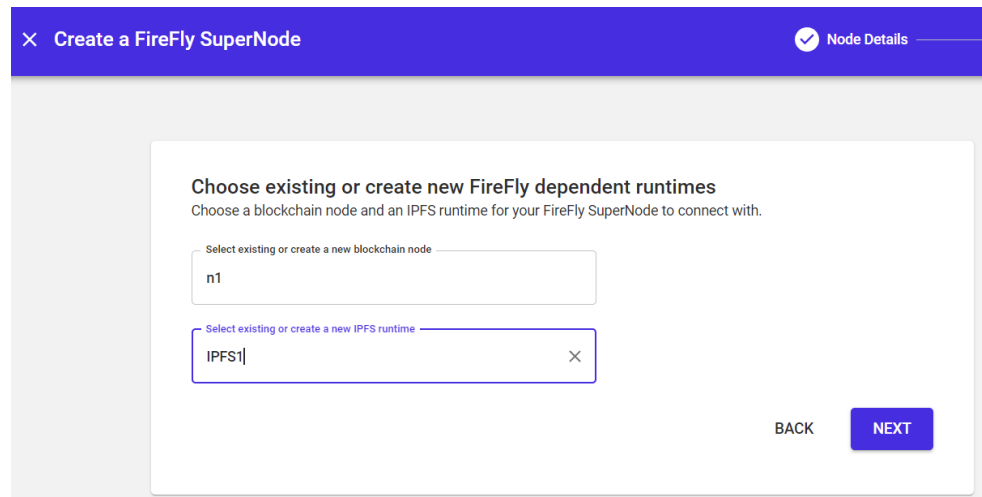 Create a FireFly SuperNode
Node Details
Choose existing or create new FireFly dependent runtimes
Choose a blockchain node and an IPFS runtime for your FireFly SuperNode to connect with.
Select existing or create a new blockchain node
n1
Select existing or create a new IPFS runtime
IPFS1
BACK
NEXT